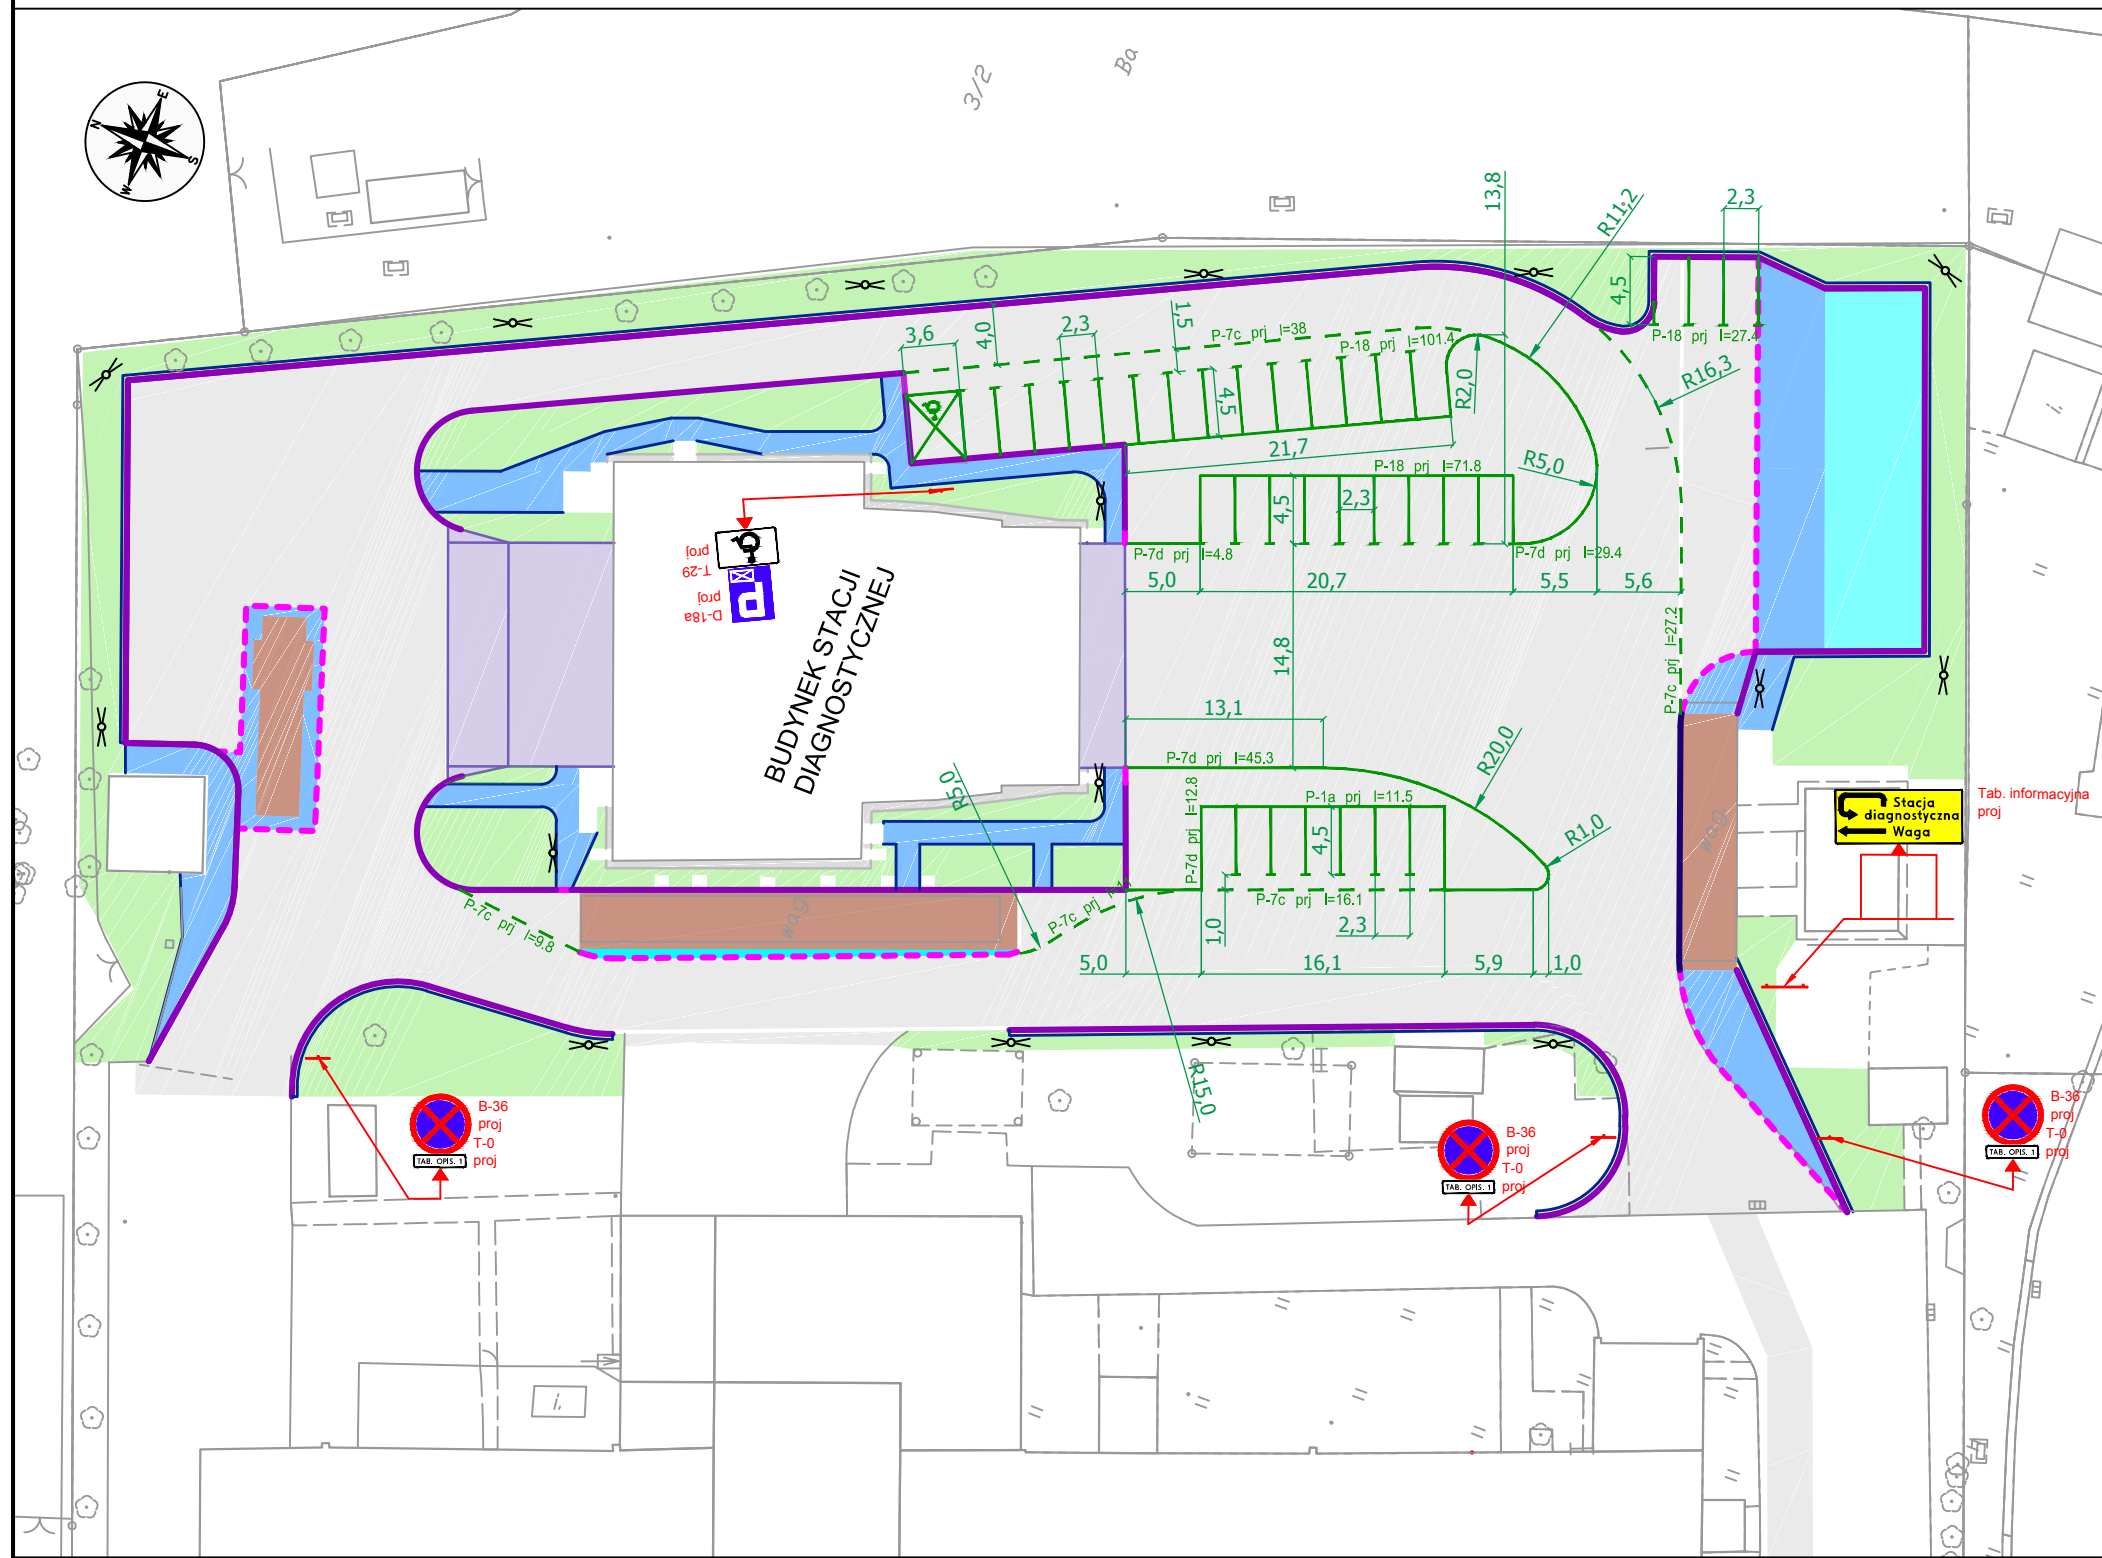 3/2
Ba
N
E
S
W
13,8
R11,2
2,3
4,5
P-18 prj l=27.4
R16,3
3,6
4,0
2,3
1,5
P-7c prj l=38
P-18 prj l=101.4
R2,0
4,5
21,7
P-18 prj l=71.8
R5,0
4,5
2,3
P-7d prj l=4.8
P-7d prj l=29.4
5,0
20,7
5,5
5,6
T-29
proj
D-18a
proj
P
BUDYNEK STACJI
DIAGNOSTYCZNEJ
14,8
P-7c prj l=27.2
13,1
P-7d prj l=45.3
R20,0
R5,0
P-7d prj l=12.8
P-1a prj l=11.5
4,5
R1,0
wag
Stacja
diagnostyczna
Waga
Tab. informacyjna
proj
P-7c prj l=9.8
wag
P-7c prj
P-7c prj l=16.1
1,0
2,3
5,0
16,1
5,9
1,0
R15,0
B-36
proj
T-0
proj
TAB. OPIS. 1
B-36
proj
T-0
proj
TAB. OPIS. 1
B-36
proj
T-0
proj
TAB. OPIS. 1
i.
i.